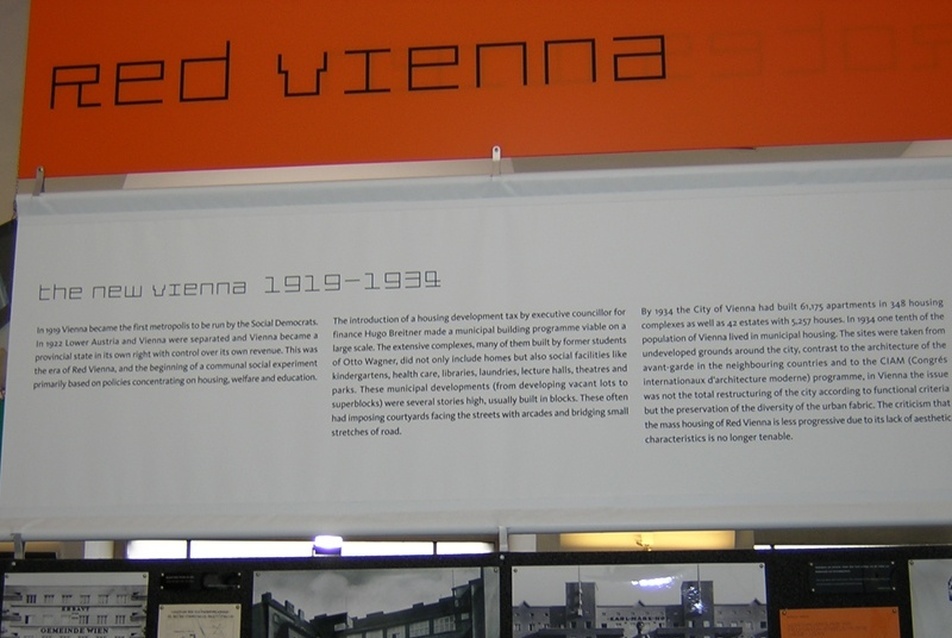 Red Vienna
the new vienna 1919-1934
In 1919 Vienna became the first metropolis to be run by the Social Democrats.
In 1922 Lower Austria and Vienna were separated and Vienna became a
provincial state in its own right with control over its own revenue. This was
the era of Red Vienna, and the beginning of a communal social experiment
primarily based on policies concentrating on housing, welfare and education.
The introduction of a housing development tax by executive councillor for
finance Hugo Breitner made a municipal building programme viable on a
large scale. The extensive complexes, many of them built by former students
of Otto Wagner, did not only include homes but also social facilities like
kindergartens, health care, libraries, laundries, lecture halls, theatres and
parks. These municipal developments (from developing vacant lots to
superblocks) were several stories high, usually built in blocks. These often
had imposing courtyards facing the streets with arcades and bridging small
stretches of road.
By 1934 the City of Vienna had built 61,175 apartments in 348 housing
complexes as well as 42 estates with 5,257 houses. In 1934 one tenth of the
population of Vienna lived in municipal housing. The sites were taken from
undeveloped grounds around the city, contrast to the architecture of the
avant-garde in the neighbouring countries and to the CIAM (Congrés
internationaux d'architecture moderne) programme, in Vienna the issue
was not the total restructuring of the city according to functional criteria
but the preservation of the diversity of the urban fabric. The criticism that
the mass housing of Red Vienna is less progressive due to its lack of aesthetic
characteristics is no longer tenable.
ERBAUT
GEMEINDE WIEN